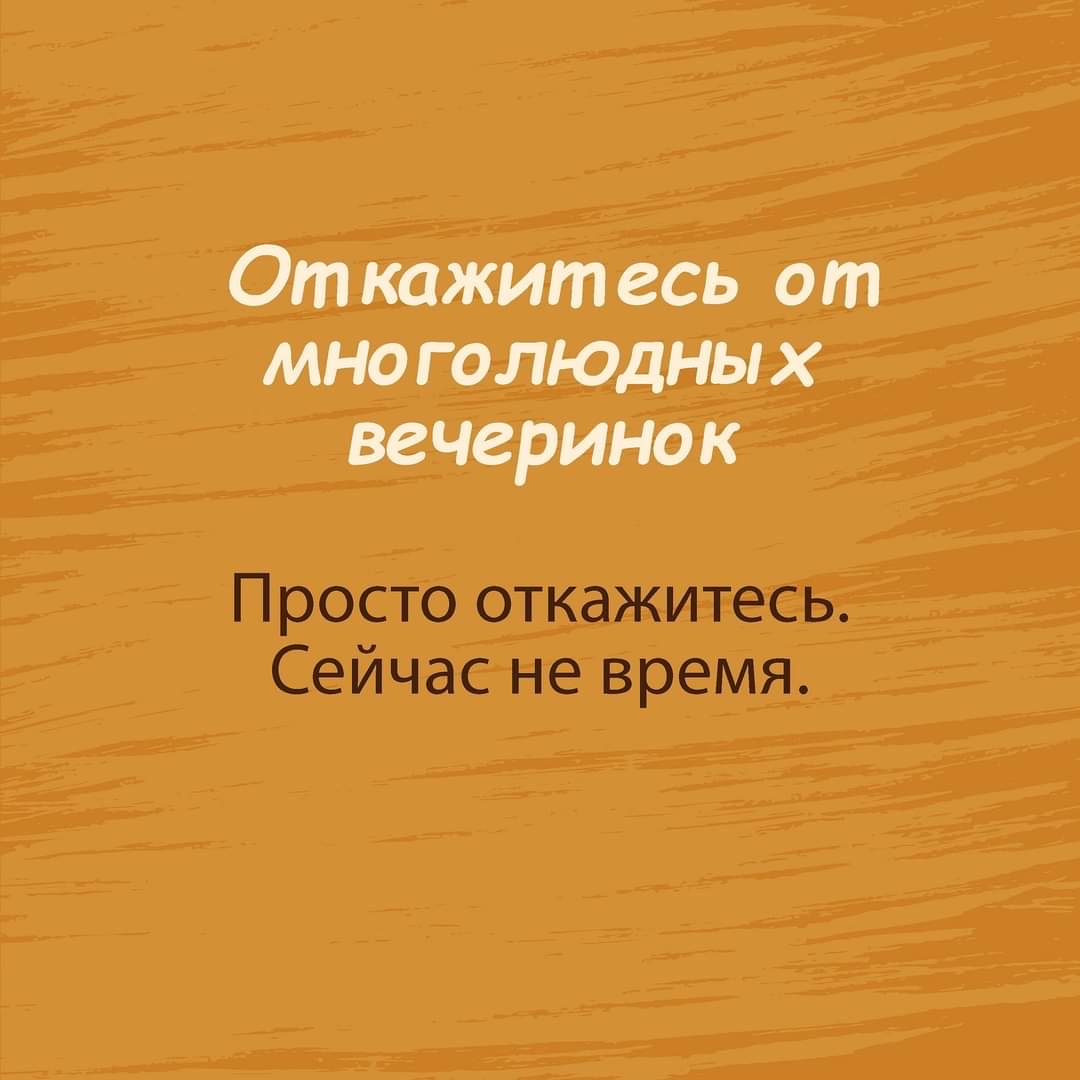 Откажитесь от
многолюдных
вечеринок
Просто откажитесь.
Сейчас не время.